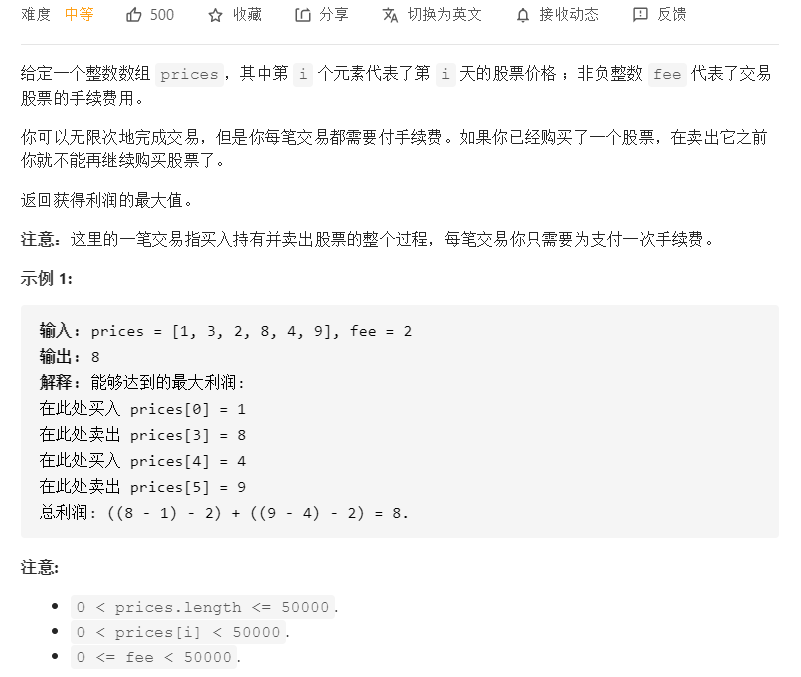 难度 中等 500 收藏 分享 切换为英文 接收动态 反馈
给定一个整数数组 prices，其中第 i 个元素代表了第 i 天的股票价格 ；非负整数 fee 代表了交易
股票的手续费用。
你可以无限次地完成交易，但是你每笔交易都需要付手续费。如果你已经购买了一个股票，在卖出它之前
你就不能再继续购买股票了。
返回获得利润的最大值。
注意：这里的一笔交易指买入持有并卖出股票的整个过程，每笔交易你只需要为支付一次手续费。
示例 1:
输入: prices = [1, 3, 2, 8, 4, 9], fee = 2
输出: 8
解释: 能够达到的最大利润:
在此处买入 prices[0] = 1
在此处卖出 prices[3] = 8
在此处买入 prices[4] = 4
在此处卖出 prices[5] = 9
总利润: ((8 - 1) - 2) + ((9 - 4) - 2) = 8.
注意:
• 0 < prices.length <= 50000.
• 0 < prices[i] < 50000.
• 0 <= fee < 50000.